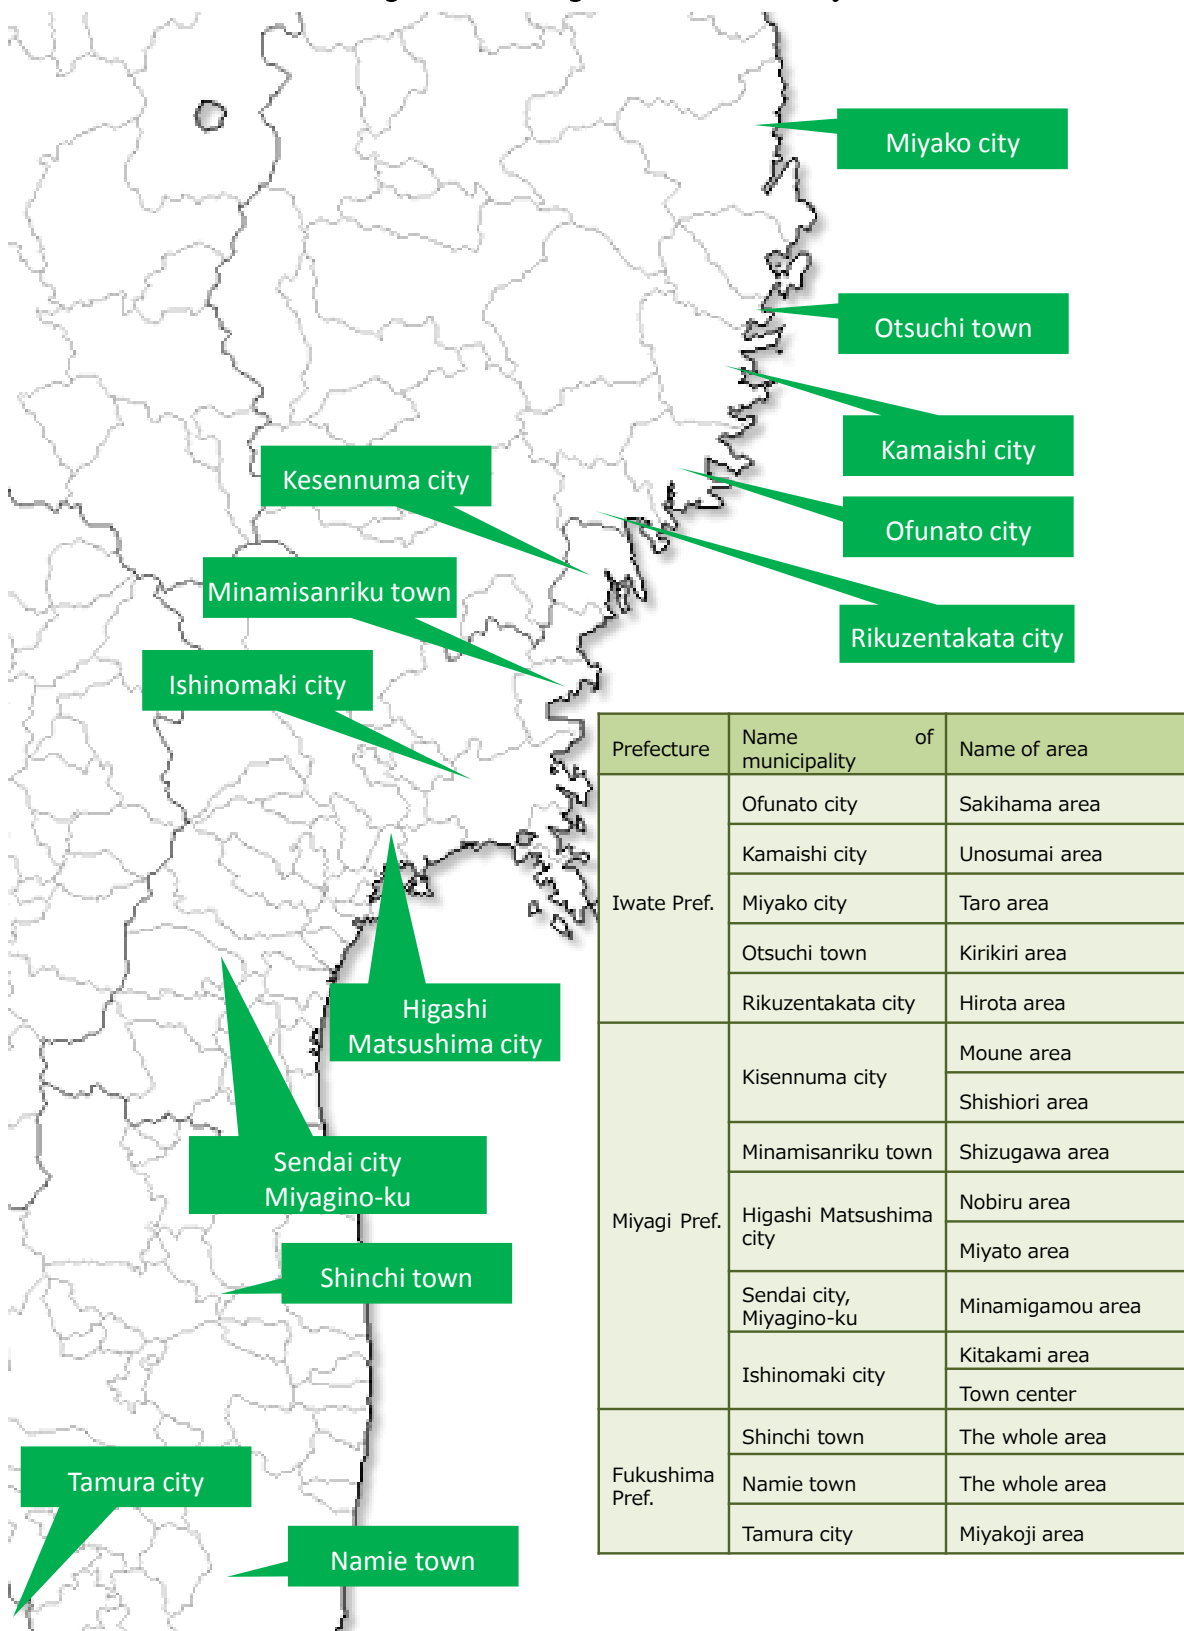 Miyako city
Otsuchi town
Kamaishi city
Kesennuma city
Ofunato city
Minamisanriku town
Rikuzentakata city
Ishinomaki city
Higashi
Matsushima city
Sendai city
Miyagino-ku
Shinchi town
Tamura city
Namie town
Prefecture
Name of
municipality
Name of area
Iwate Pref.
Ofunato city
Sakihama area
Kamaishi city
Unosumai area
Miyako city
Taro area
Otsuchi town
Kirikiri area
Rikuzentakata city
Hirota area
Miyagi Pref.
Kisennuma city
Moune area
Shishiori area
Minamisanriku town
Shizugawa area
Higashi Matsushima
city
Nobiru area
Miyato area
Sendai city,
Miyagino-ku
Minamigamou area
Ishinomaki city
Kitakami area
Town center
Fukushima
Pref.
Shinchi town
The whole area
Namie town
The whole area
Tamura city
Miyakoji area